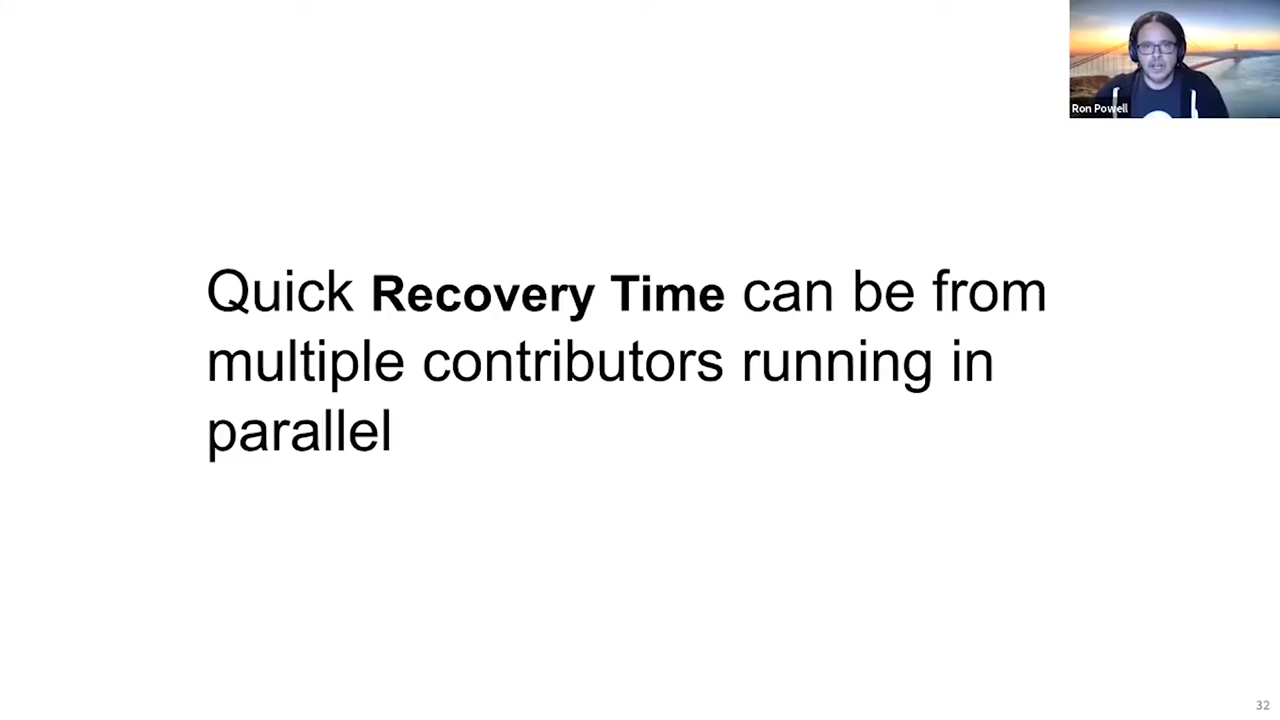 Ron Powell
Quick Recovery Time can be from
multiple contributors running in
parallel
32